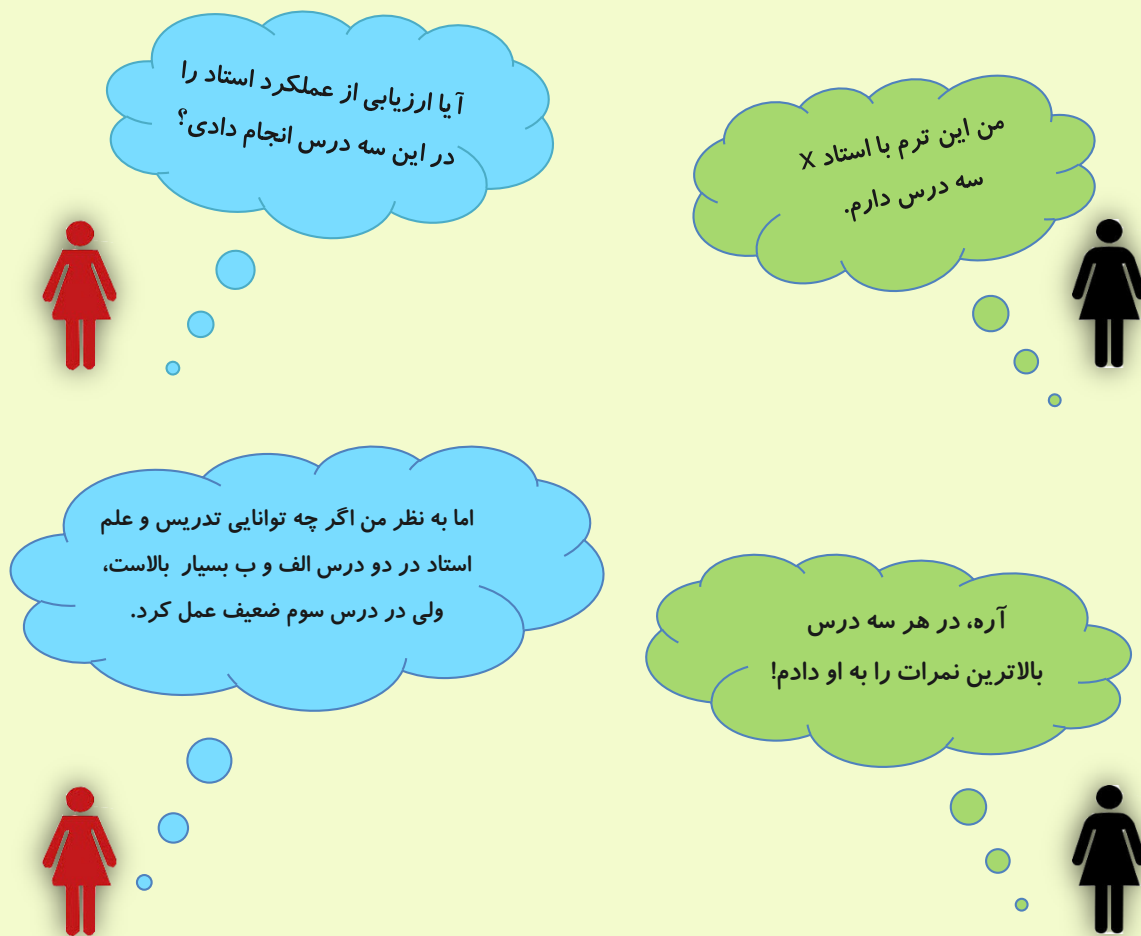 من این ترم با استاد X
سه درس دارم.
آیا ارزیابی از عملکرد استاد را
در این سه درس انجام دادی؟
آره، در هر سه درس
بالاترین نمرات را به او دادم!
اما به نظر من اگر چه توانایی تدریس و علم
استاد در دو درس الف و ب بسیار بالاست،
ولی در درس سوم ضعیف عمل کرد.